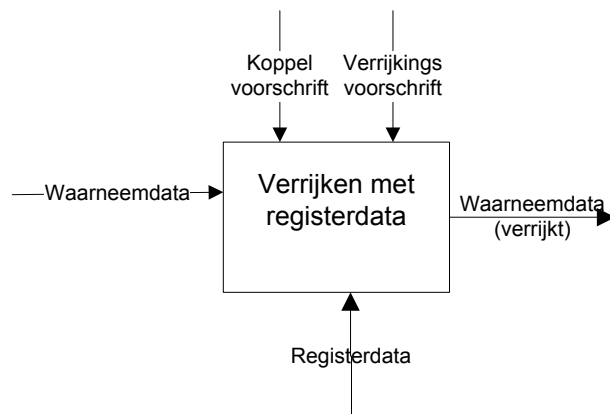 Koppel
voorschrift
Verrijkings
voorschrift
Waarneemdata
Verrijken met
registerdata
Waarneemdata
(verrijkt)
Registerdata